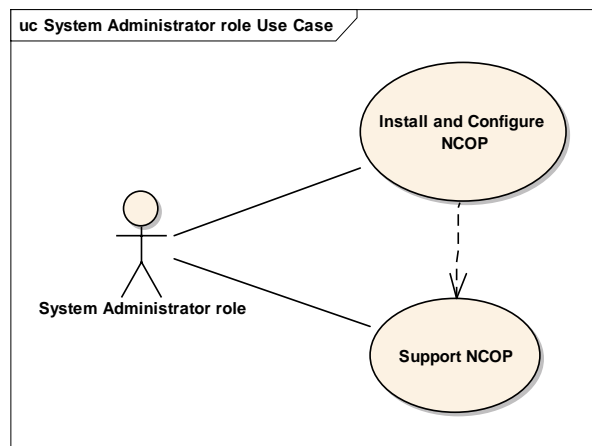 uc System Administrator role Use Case
Install and Configure
NCOP
System Administrator role
Support NCOP